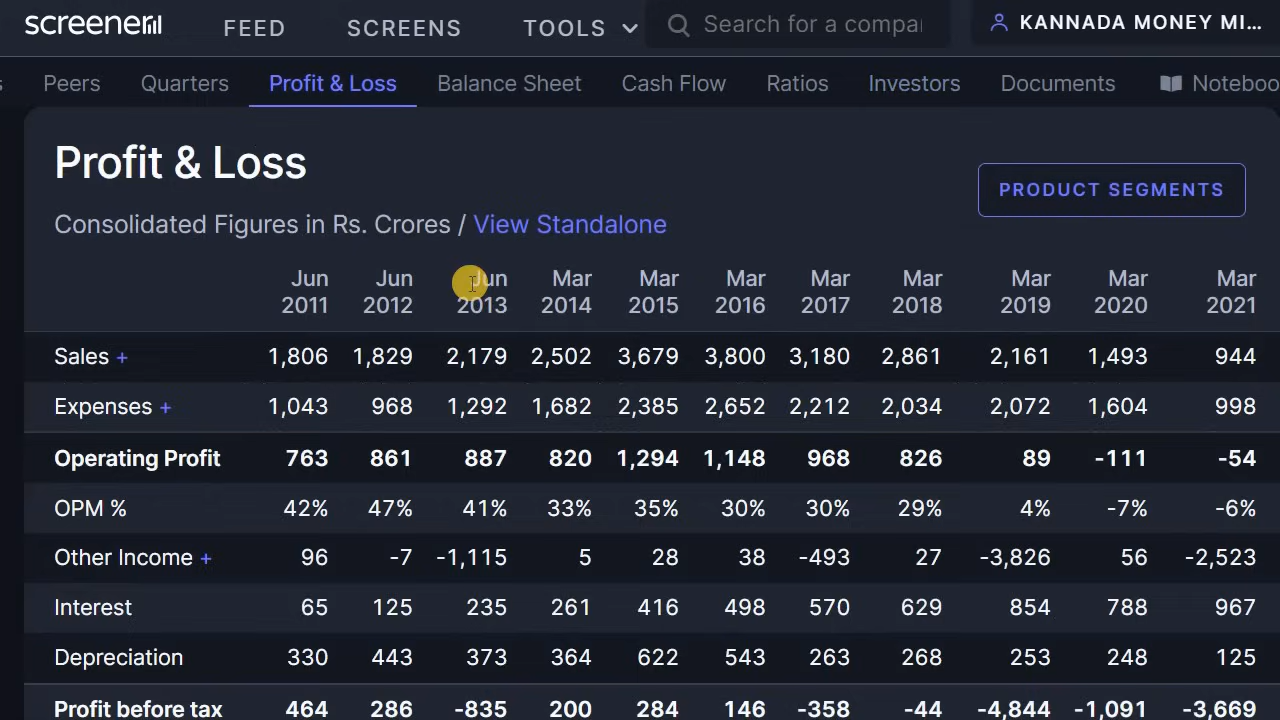 screener
FEED SCREENS TOOLS Search for a compai KANNADA MONEY MI...
s Peers Quarters Profit & Loss Balance Sheet Cash Flow Ratios Investors Documents Noteboo
Profit & Loss
PRODUCT SEGMENTS
Consolidated Figures in Rs. Crores / View Standalone
Jun Jun Jun Mar Mar Mar Mar Mar Mar Mar Mar
2011 2012 2013 2014 2015 2016 2017 2018 2019 2020 2021
Sales + 1,806 1,829 2,179 2,502 3,679 3,800 3,180 2,861 2,161 1,493 944
Expenses + 1,043 968 1,292 1,682 2,385 2,652 2,212 2,034 2,072 1,604 998
Operating Profit 763 861 887 820 1,294 1,148 968 826 89 -111 -54
OPM % 42% 47% 41% 33% 35% 30% 30% 29% 4% -7% -6%
Other Income + 96 -7 -1,115 5 28 38 -493 27 -3,826 56 -2,523
Interest 65 125 235 261 416 498 570 629 854 788 967
Depreciation 330 443 373 364 622 543 263 268 253 248 125
Profit before tax 464 286 -835 200 284 146 -358 -44 -4,844 -1,091 -3,669